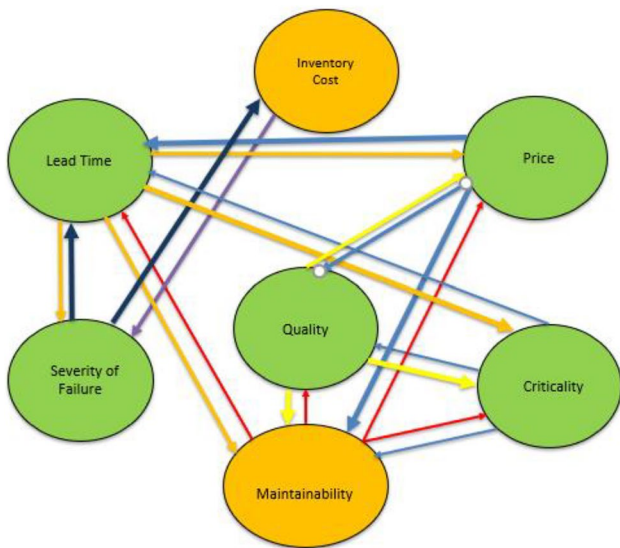 Inventory
Cost
Lead Time
Price
Quality
Severity of
Failure
Criticality
Maintainability